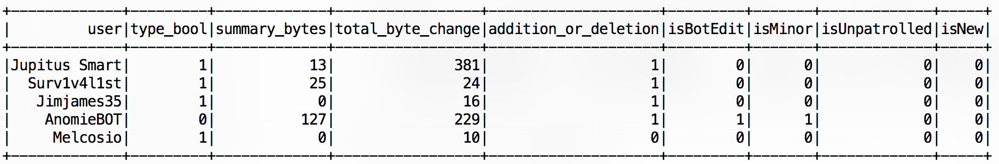 +--------------+---------+-------------+-----------------+--------------------+---------+-------+-------------+-----+
|          user|type_bool|summary_bytes|total_byte_change|addition_or_deletion|isBotEdit|isMinor|isUnpatrolled|isNew|
+--------------+---------+-------------+-----------------+--------------------+---------+-------+-------------+-----+
|Jupitus Smart|        1|           13|              381|                   1|        0|      0|            0|    0|
|  Surv1v4l1st|        1|           25|               24|                   1|        0|      0|            0|    0|
|   Jimjames35|        1|            0|               16|                   1|        0|      0|            0|    0|
|    AnomieBOT|        0|          127|              229|                   1|        1|      1|            0|    0|
|     Melcosio|        1|            0|               10|                   0|        0|      0|            0|    0|
+--------------+---------+-------------+-----------------+--------------------+---------+-------+-------------+-----+